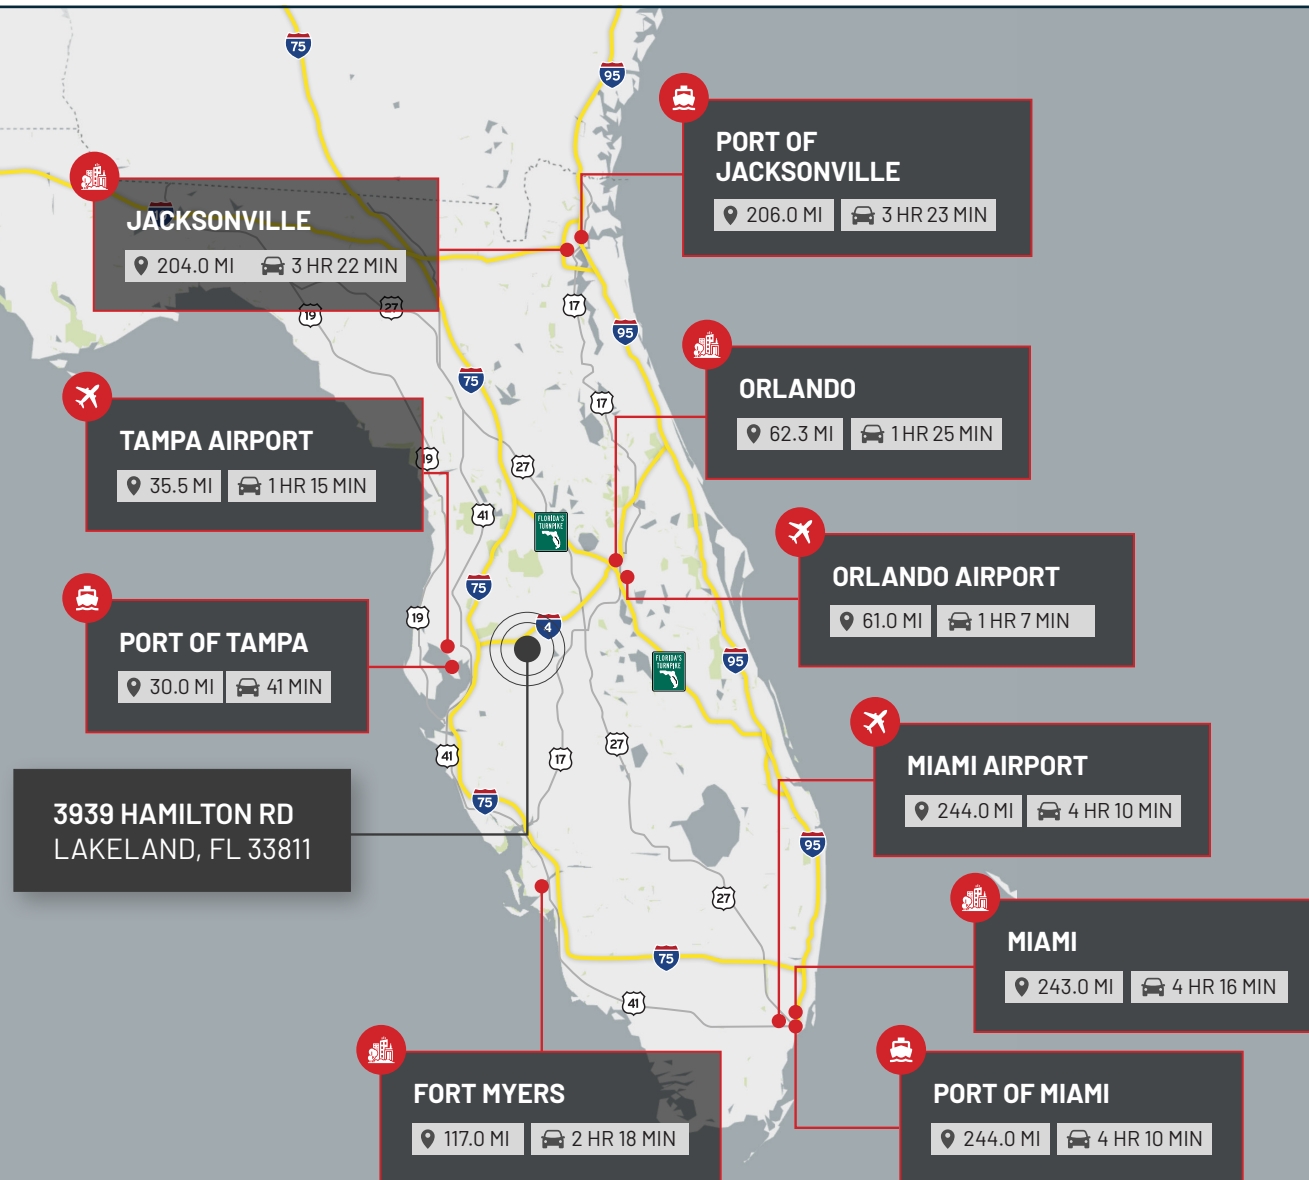 75
95
PORT OF
JACKSONVILLE
206.0 MI 3 HR 23 MIN
JACKSONVILLE
204.0 MI 3 HR 22 MIN
19
27
17
95
75
ORLANDO
62.3 MI 1 HR 25 MIN
17
TAMPA AIRPORT
35.5 MI 1 HR 15 MIN
19
27
41
FLORIDA'S
TURNPIKE
ORLANDO AIRPORT
61.0 MI 1 HR 7 MIN
75
19
4
PORT OF TAMPA
30.0 MI 41 MIN
FLORIDA'S
TURNPIKE
95
41
17
27
75
MIAMI AIRPORT
244.0 MI 4 HR 10 MIN
3939 HAMILTON RD
LAKELAND, FL 33811
95
27
MIAMI
243.0 MI 4 HR 16 MIN
75
41
FORT MYERS
117.0 MI 2 HR 18 MIN
PORT OF MIAMI
244.0 MI 4 HR 10 MIN